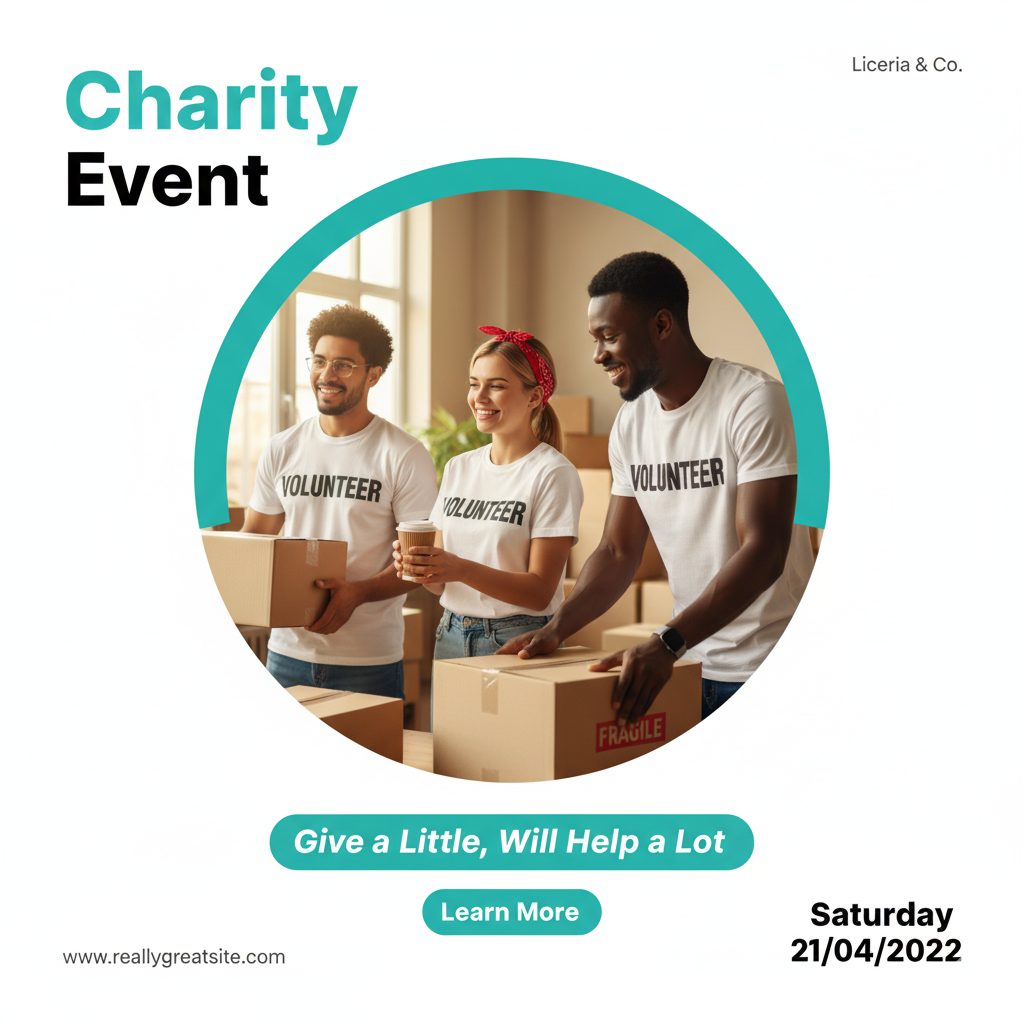 Liceria & Co.
Charity
Event
VOLUNTEER
VOLUNTEER
VOLUNTEER
FRAGILE
Give a Little, Will Help a Lot
Learn More
Saturday
21/04/2022
www.reallygreatsite.com